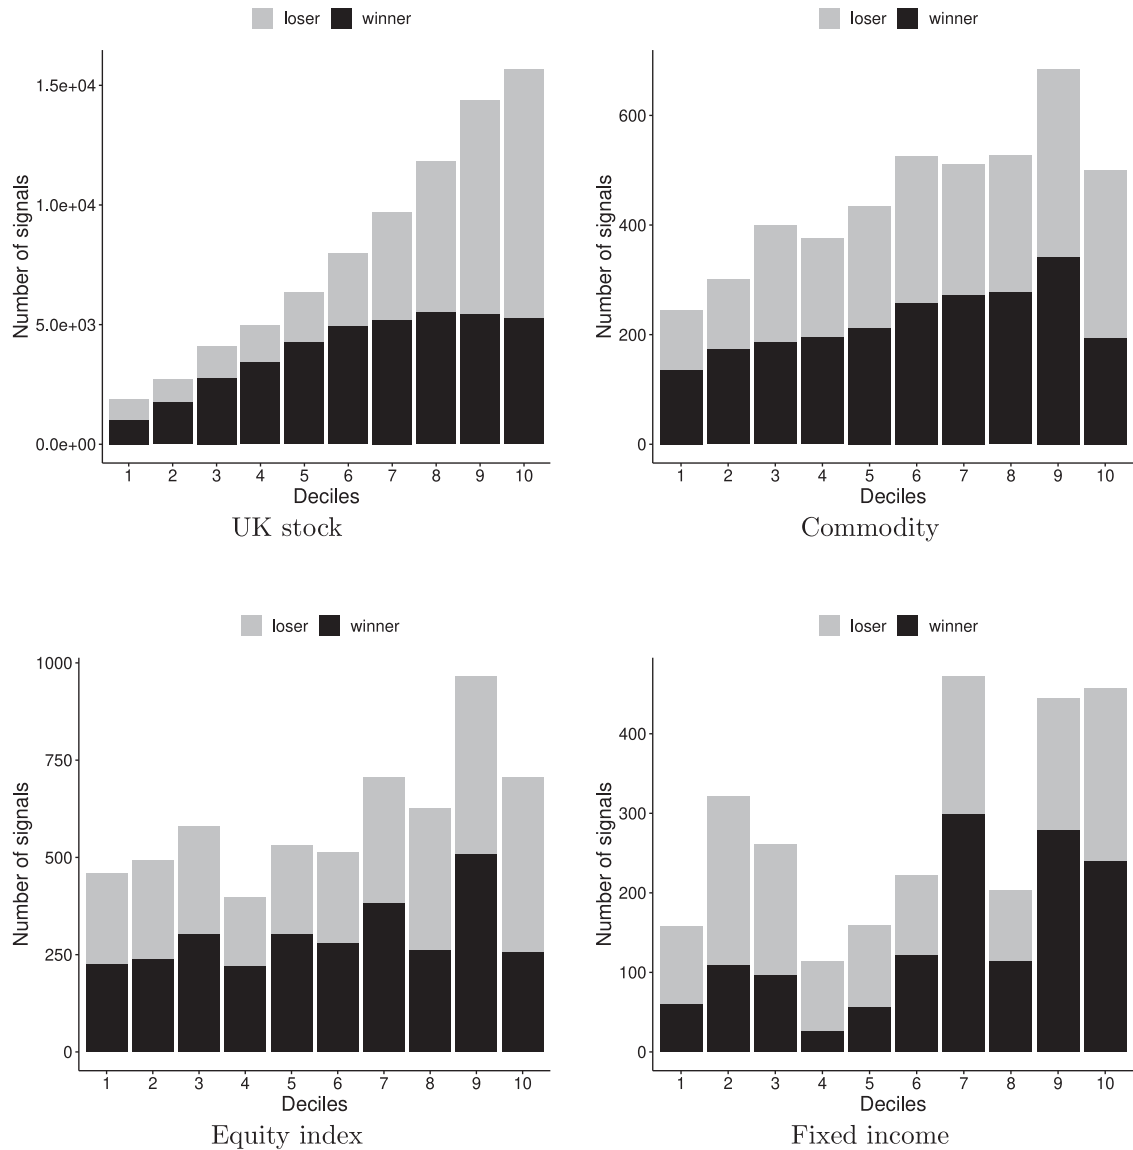 loser winner
Number of signals
1.5e+04
1.0e+04
5.0e+03
0.0e+00
1 2 3 4 5 6 7 8 9 10
Deciles
UK stock
loser winner
Number of signals
600
400
200
0
1 2 3 4 5 6 7 8 9 10
Deciles
Commodity
loser winner
Number of signals
1000
750
500
250
0
1 2 3 4 5 6 7 8 9 10
Deciles
Equity index
loser winner
Number of signals
400
300
200
100
0
1 2 3 4 5 6 7 8 9 10
Deciles
Fixed income